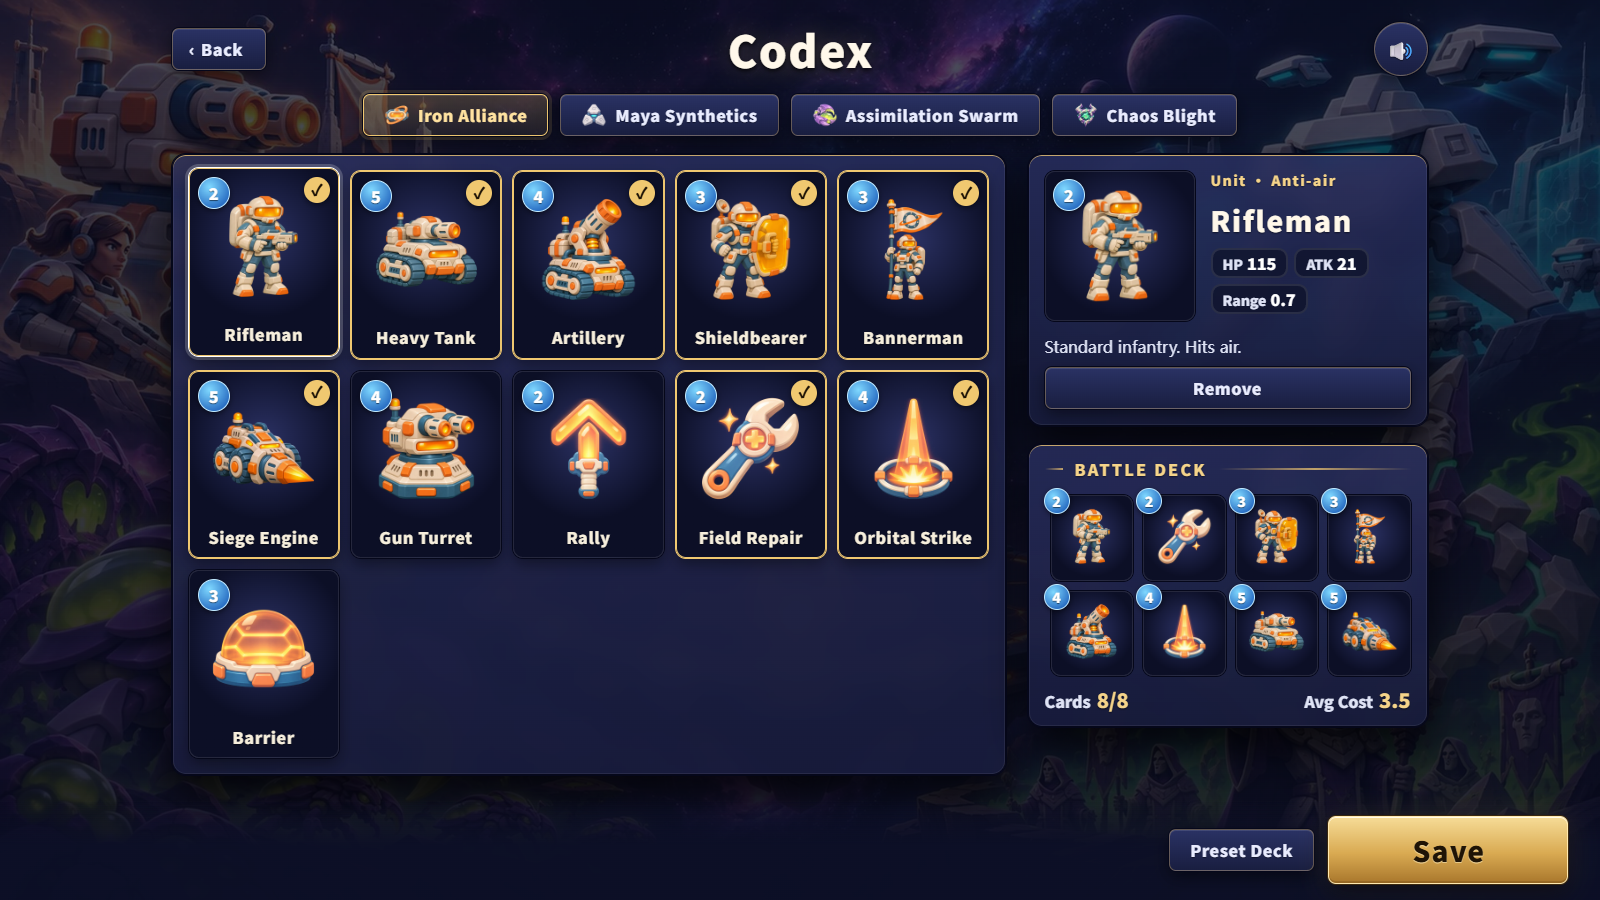 ‹ Back
Codex
Iron Alliance
Maya Synthetics
Assimilation Swarm
Chaos Blight
2
Rifleman
5
Heavy Tank
4
Artillery
3
Shieldbearer
3
Bannerman
5
Siege Engine
4
Gun Turret
2
Rally
2
Field Repair
4
Orbital Strike
3
Barrier
2
Unit • Anti-air
Rifleman
HP 115
ATK 21
Range 0.7
Standard infantry. Hits air.
Remove
BATTLE DECK
2
2
3
3
4
4
5
5
Cards 8/8
Avg Cost 3.5
Preset Deck
Save